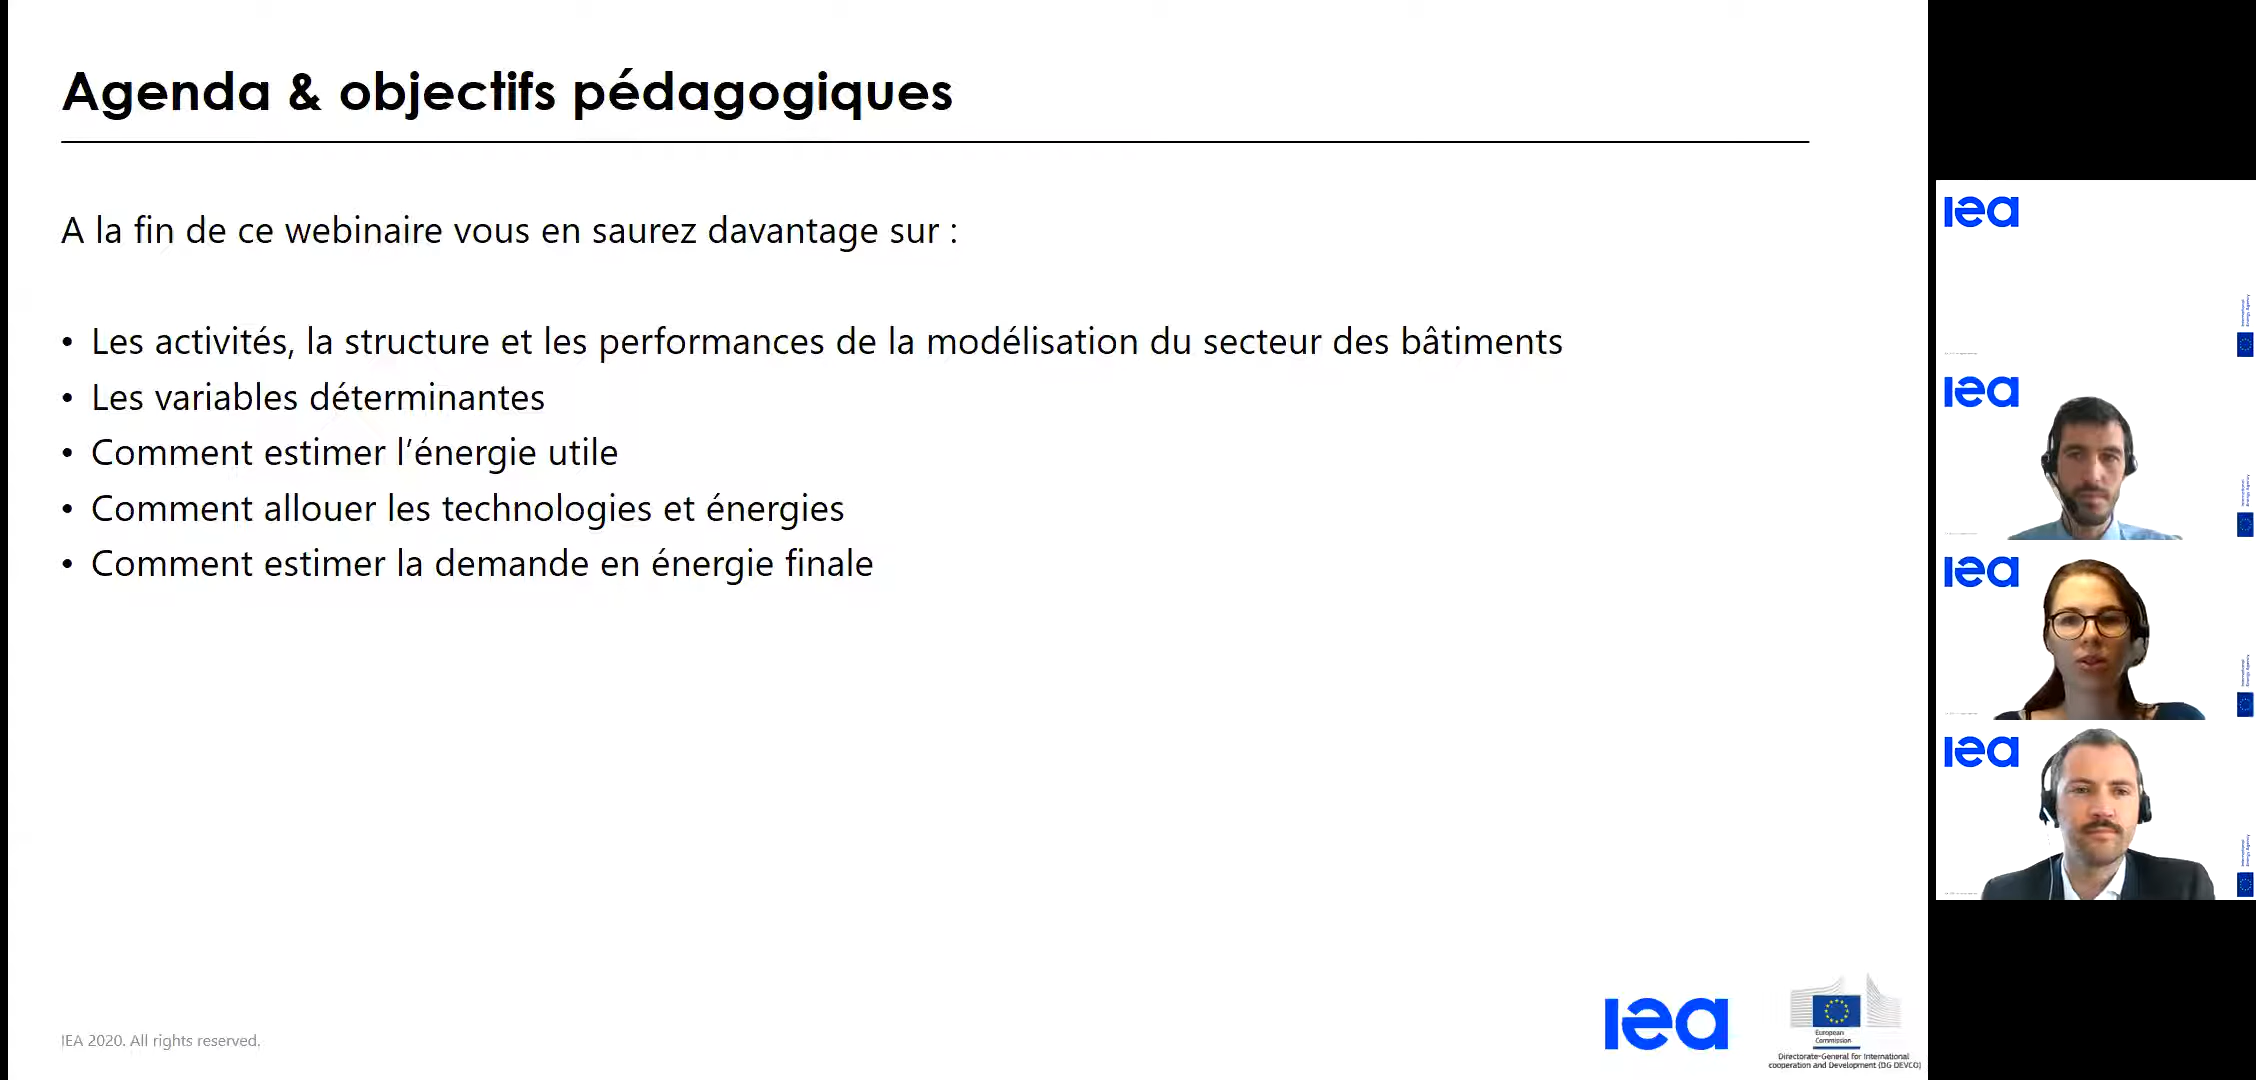 Agenda & objectifs pédagogiques
A la fin de ce webinaire vous en saurez davantage sur :
• Les activités, la structure et les performances de la modélisation du secteur des bâtiments
• Les variables déterminantes
• Comment estimer l’énergie utile
• Comment allouer les technologies et énergies
• Comment estimer la demande en énergie finale
IEA 2020. All rights reserved.
iea
European
Commission
Directorate-General for International
cooperation and Development (DG DEVCO)
iea
iea
iea
iea